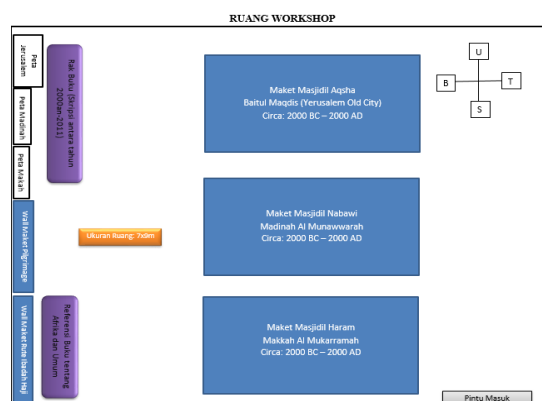 RUANG WORKSHOP
Peta
Jerusalem
Rak Buku (Skripsi antara tahun
2000an-2011)
Maket Masjidil Aqsha
Baitul Maqdis (Yerusalem Old City)
Circa: 2000 BC – 2000 AD
U
B
T
S
Peta Madinah
Peta Makah
Maket Masjidil Nabawi
Madinah Al Munawwarah
Circa: 2000 BC – 2000 AD
Ukuran Ruang: 7x9m
Wall Maket Pilgrimage
Wall Maket Rute Ibadah Haji
Referensi Buku tentang
Afrika dan Umum
Maket Masjidil Haram
Makkah Al Mukarramah
Circa: 2000 BC – 2000 AD
Pintu Masuk